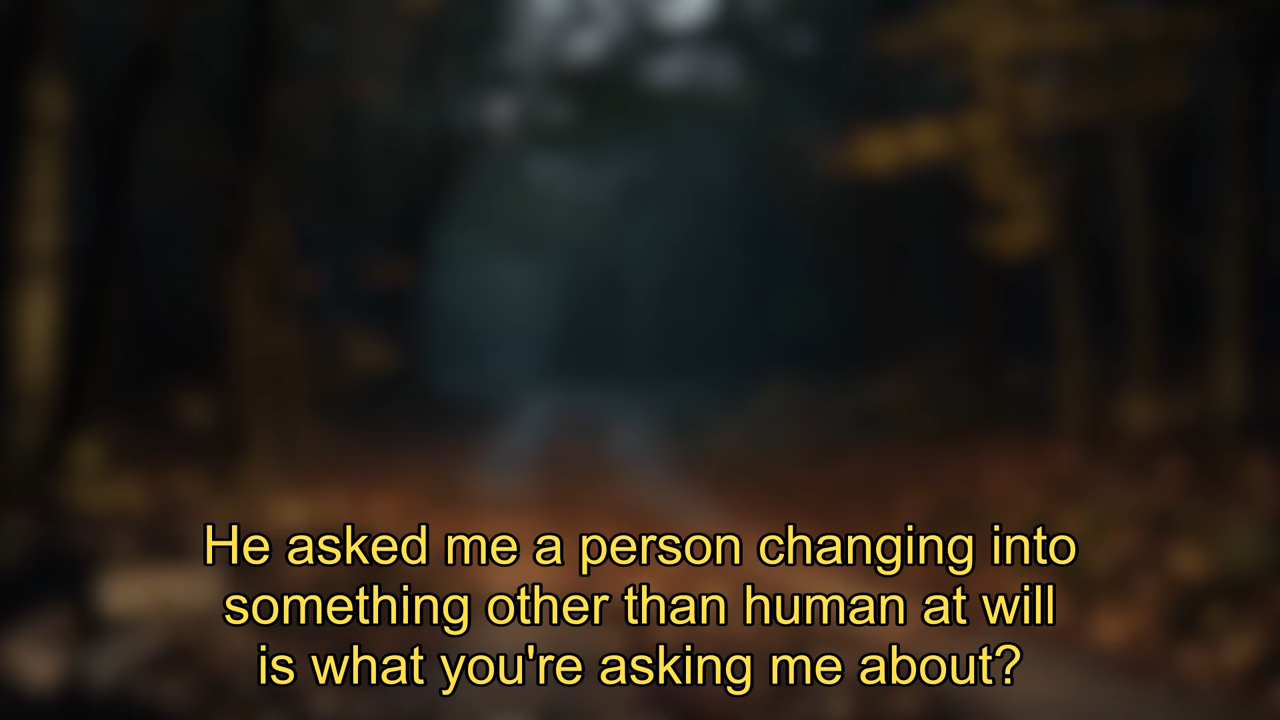 He asked me a person changing into
something other than human at will
is what you're asking me about?